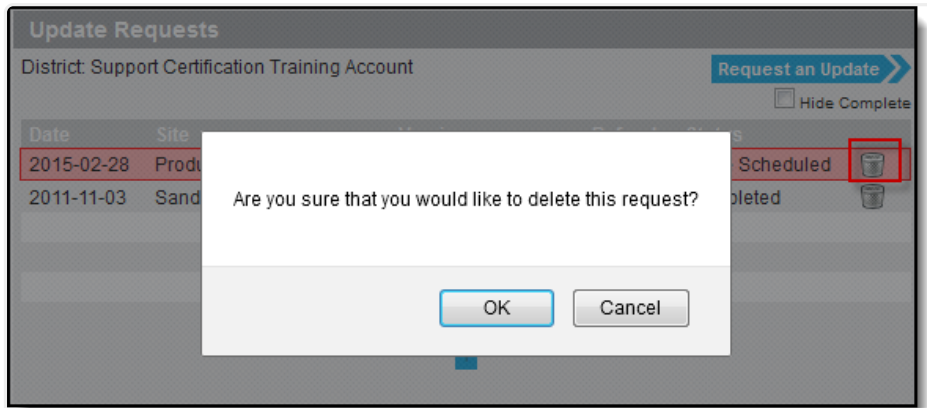 Update Requests
District: Support Certification Training Account
Request an Update
Hide Complete
Date Site
2015-02-28 Produ Scheduled
2011-11-03 Sand pleted
Are you sure that you would like to delete this request?
OK Cancel